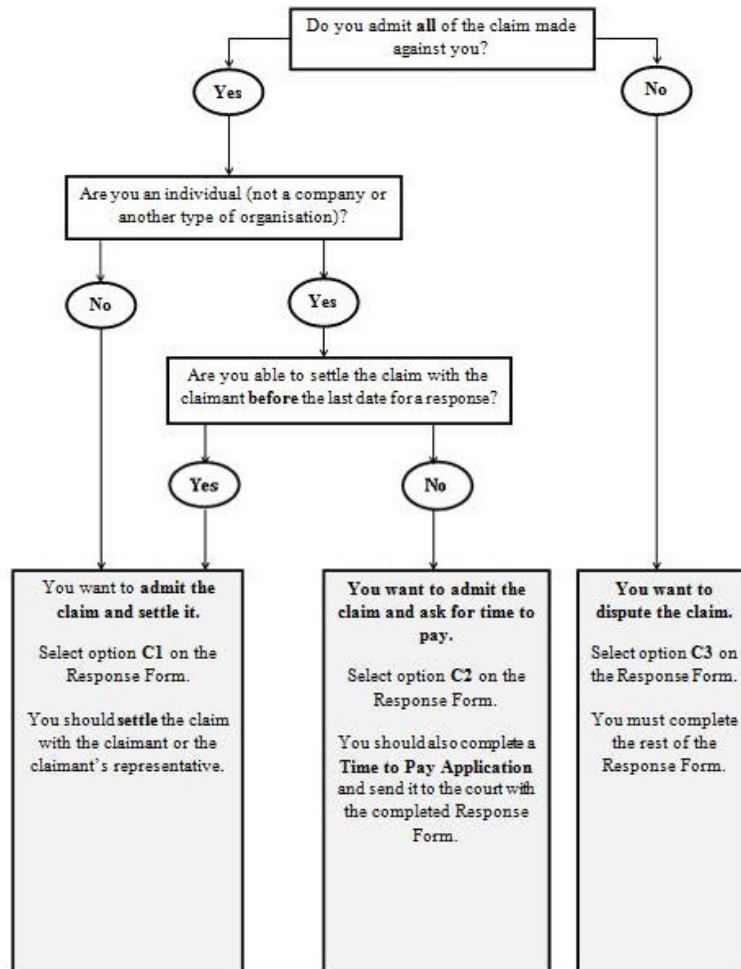 Do you admit all of the claim made
against you?
Yes
No
Are you an individual (not a company or
another type of organisation)?
No
Yes
Are you able to settle the claim with the
claimant before the last date for a response?
Yes
No
You want to admit the
claim and settle it.
Select option C1 on the
Response Form.
You should settle the claim
with the claimant or the
claimant's representative.
You want to admit the
claim and ask for time to
pay.
Select option C2 on the
Response Form.
You should also complete a
Time to Pay Application
and send it to the court with
the completed Response
Form.
You want to
dispute the claim.
Select option C3 on
the Response Form.
You must complete
the rest of the
Response Form.